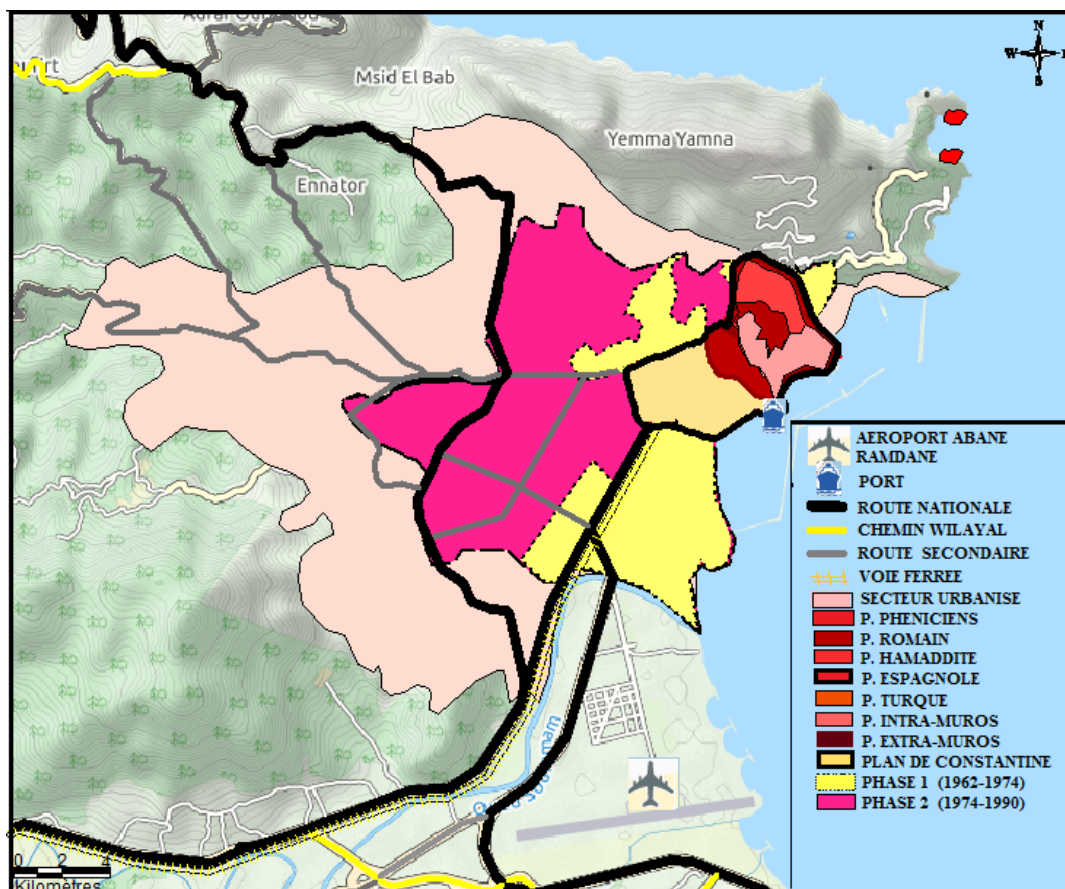 N
W
S
Msid El Bab
Yemma Yamna
Ennator
AEROPORT ABANE
RAMDANE
PORT
ROUTE NATIONALE
CHEMIN WILAYAL
ROUTE SECONDAIRE
VOIE FERREE
SECTEUR URBANISE
P. PHENICIENS
P. ROMAIN
P. HAMADDITE
P. ESPAGNOLE
P. TURQUE
P. INTRA-MUROS
P. EXTRA-MUROS
PLAN DE CONSTANTINE
PHASE 1 (1962-1974)
PHASE 2 (1974-1990)
0 2 4
Kilomètres